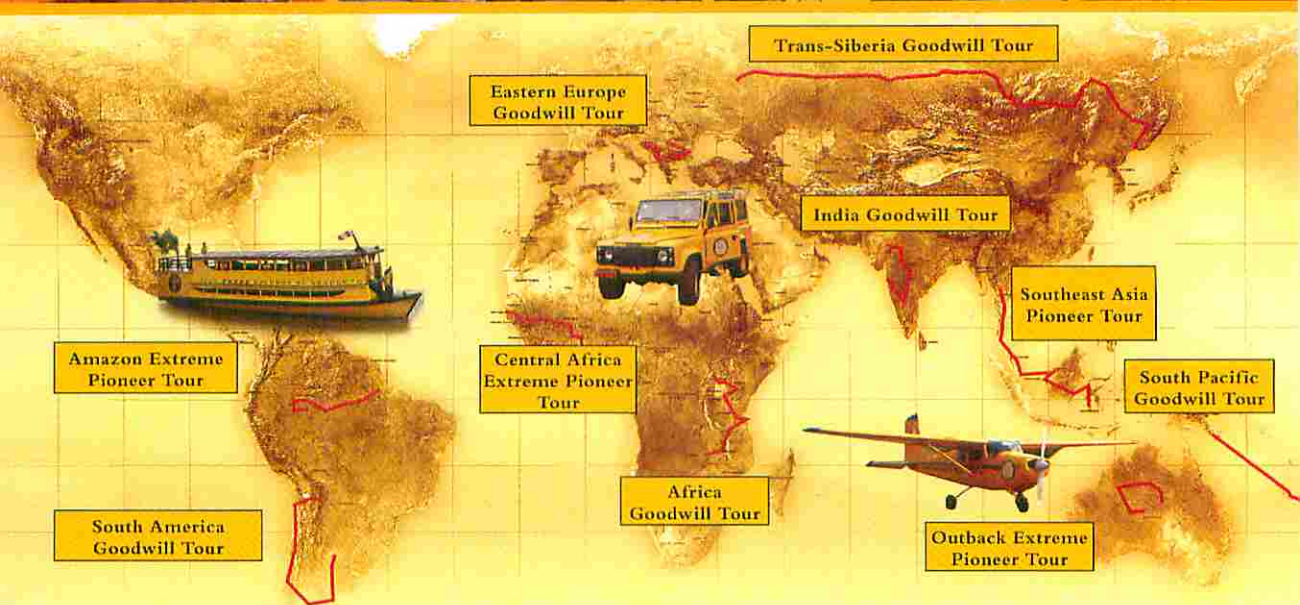 Trans-Siberia Goodwill Tour
Eastern Europe
Goodwill Tour
India Goodwill Tour
Southeast Asia
Pioneer Tour
Amazon Extreme
Pioneer Tour
Central Africa
Extreme Pioneer
Tour
South Pacific
Goodwill Tour
Africa
Goodwill Tour
South America
Goodwill Tour
Outback Extreme
Pioneer Tour